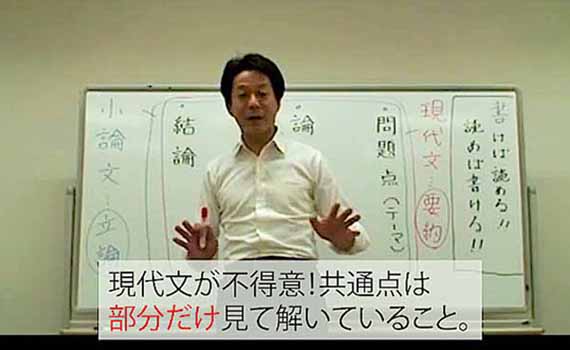 書けば読める!!
読めば書ける!!
現代文…要約
・問題点(テーマ)
・論
・結論
小論文…立論
現代文が不得意!共通点は
部分だけ見て解いていること。